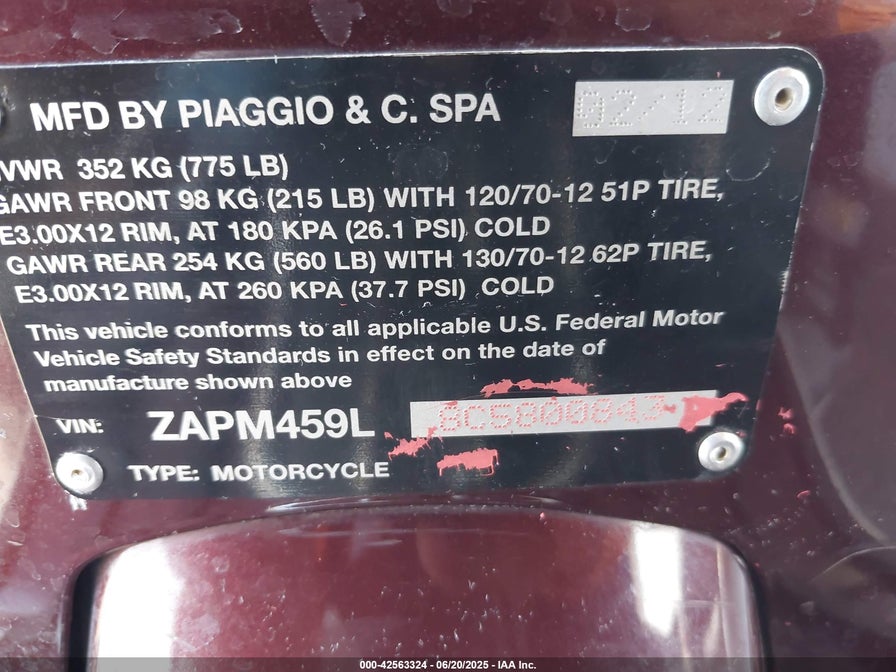 MFD BY PIAGGIO & C. SPA 02/12
VWR 352 KG (775 LB)
GAWR FRONT 98 KG (215 LB) WITH 120/70-12 51P TIRE,
E3.00X12 RIM, AT 180 KPA (26.1 PSI) COLD
GAWR REAR 254 KG (560 LB) WITH 130/70-12 62P TIRE,
E3.00X12 RIM, AT 260 KPA (37.7 PSI) COLD
This vehicle conforms to all applicable U.S. Federal Motor
Vehicle Safety Standards in effect on the date of
manufacture shown above
VIN: ZAPM459L 8C5800843
TYPE: MOTORCYCLE
000-42563324 - 06/20/2025 - IAA Inc.